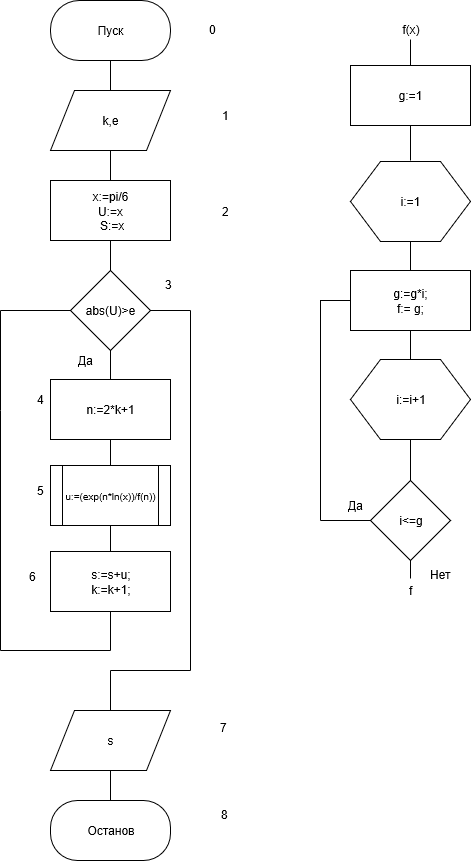 Пуск
0
k,e
1
x:=pi/6
U:=x
S:=x
2
3
abs(U)>e
Да
4
n:=2*k+1
5
u:=(exp(n*ln(x))/f(n))
6
s:=s+u;
k:=k+1;
s
7
Останов
8
f(x)
g:=1
i:=1
g:=g*i;
f:= g;
i:=i+1
Да
i<=g
Нет
f